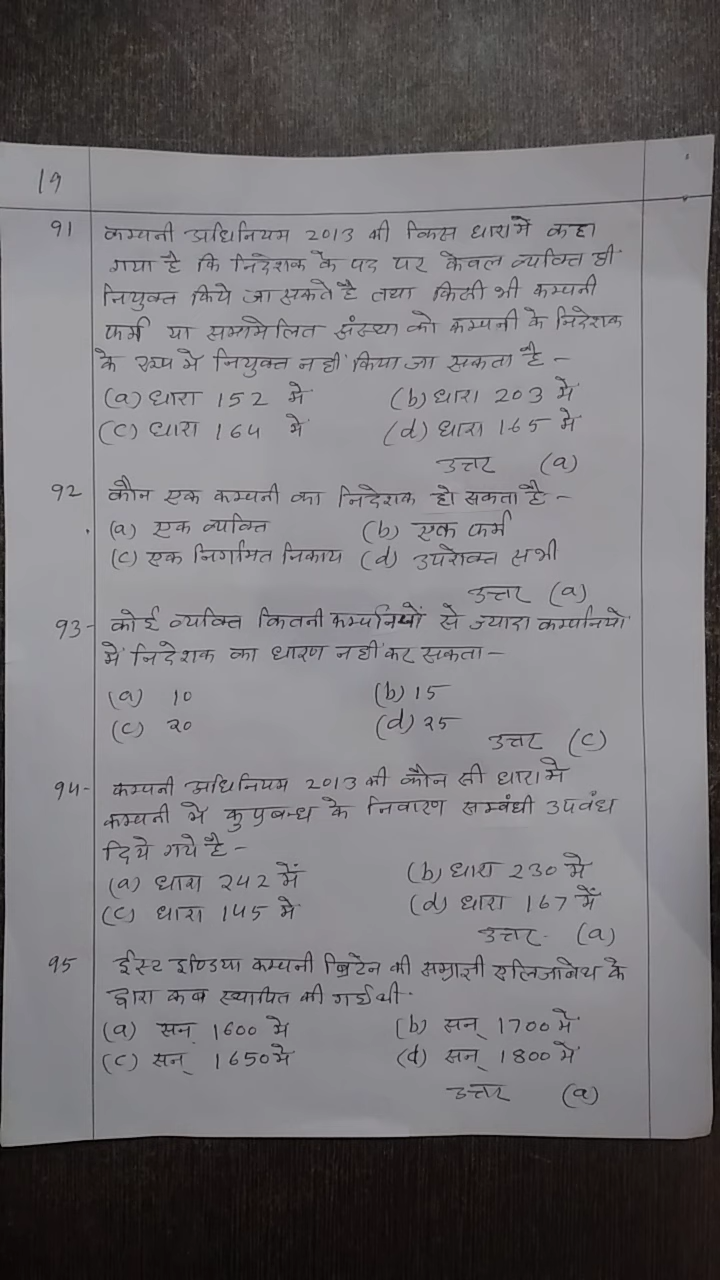 19
91 कम्पनी अधिनियम 2013 की किस धारा में कहा
गया है कि निदेशक के पद पर केवल व्यक्ति ही
नियुक्त किये जा सकते है तथा किसी भी कम्पनी
फर्म या सममेलित संस्था को कम्पनी के निदेशक
के रूप में नियुक्त नहीं किया जा सकता है -
(a) धारा 152 में (b) धारा 203 में
(c) धारा 164 में (d) धारा 165 में
उत्तर (a)
92 कौन एक कम्पनी का निदेशक हो सकता है -
(a) एक व्यक्ति (b) एक फर्म
(c) एक निर्गामित निकाय (d) उपरोक्त सभी
उत्तर (a)
93- कोई व्यक्ति कितनी कम्पनियों से ज्यादा कम्पनियो
में निदेशक का धारण नहीं कर सकता -
(a) 10 (b) 15
(c) 20 (d) 25
उत्तर (c)
94- कम्पनी अधिनियम 2013 की कौन सी धारा में
कम्पनी में कुप्रबन्ध के निवारण सम्बंधी उपबंध
दिये गये है -
(a) धारा 242 में (b) धारा 230 में
(c) धारा 145 में (d) धारा 167 में
उत्तर - (a)
95 ईस्ट इण्डिया कम्पनी ब्रिटेन की सम्राज्ञी एलिजाबेथ के
द्वारा कब स्थापित की गई थी -
(a) सन् 1600 में (b) सन् 1700 में
(c) सन् 1650 में (d) सन् 1800 में
उत्तर (a)